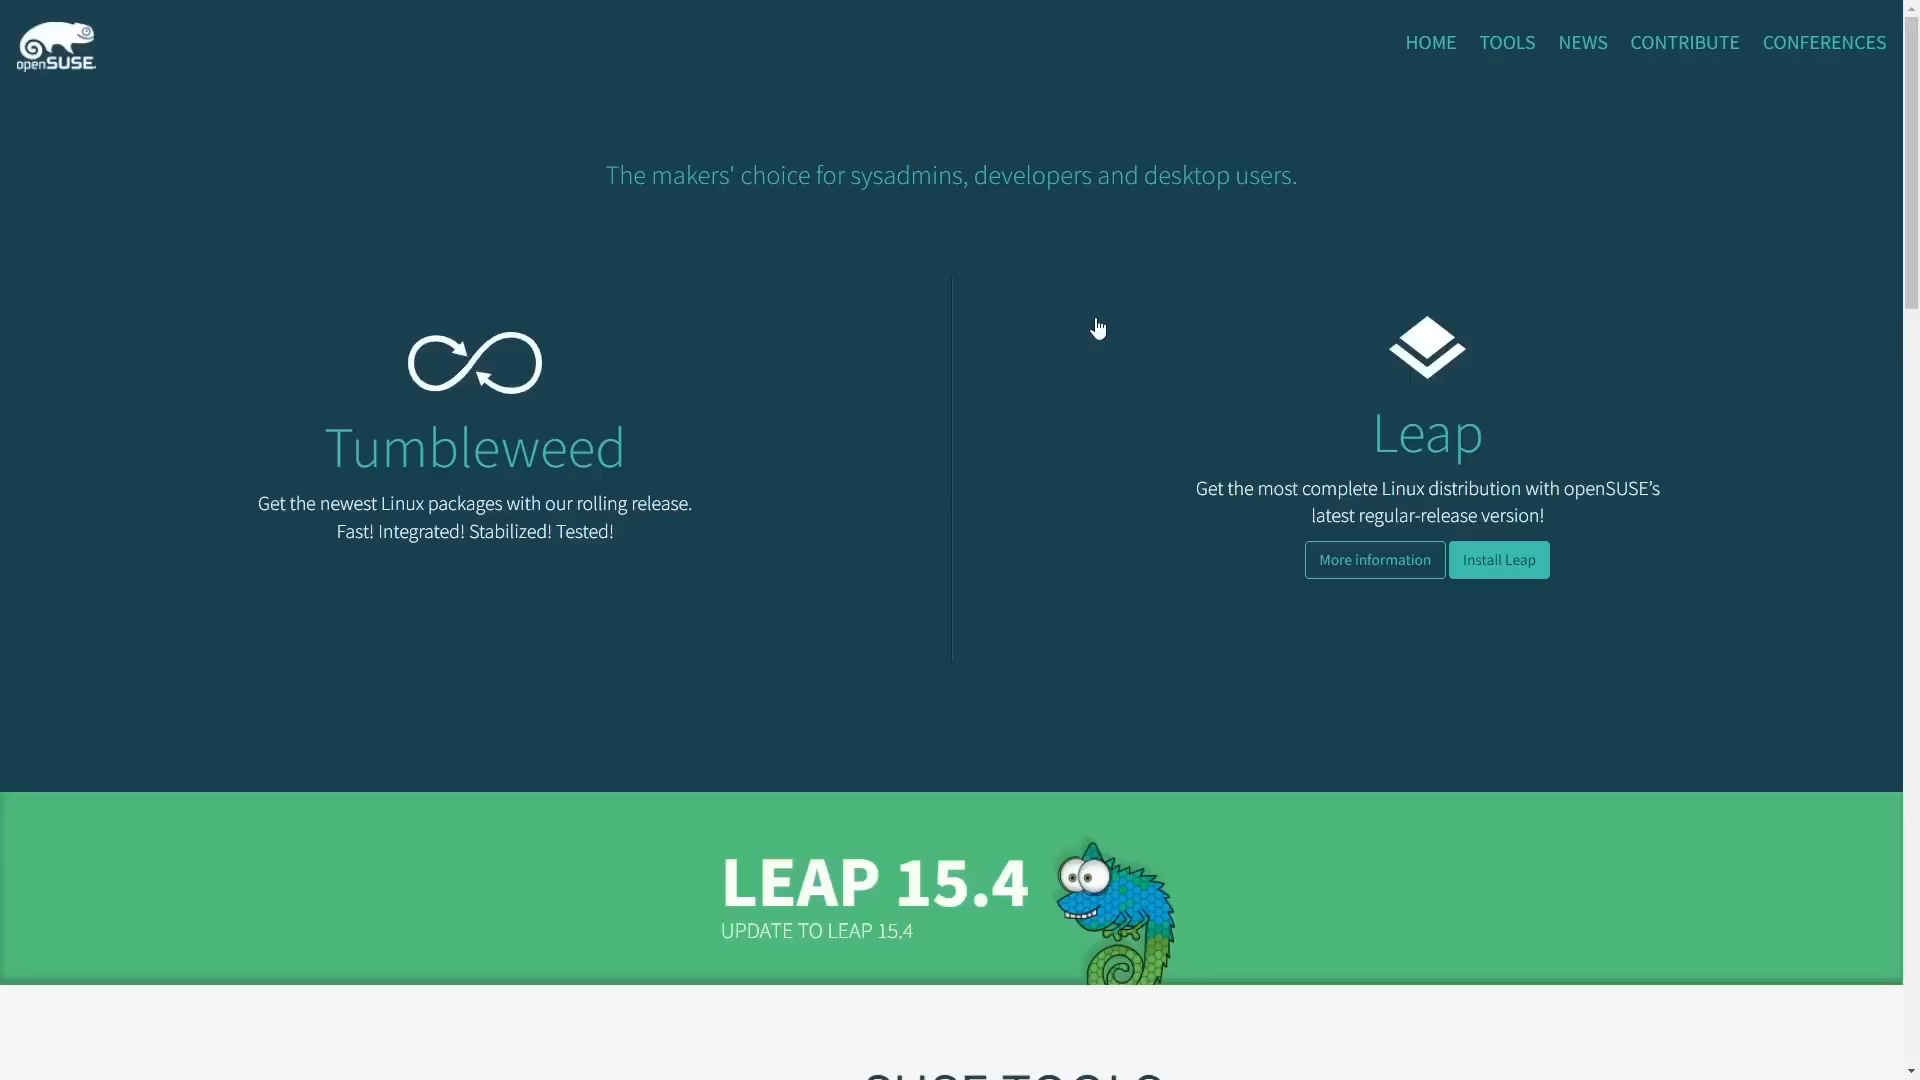 openSUSE.
HOME TOOLS NEWS CONTRIBUTE CONFERENCES
The makers' choice for sysadmins, developers and desktop users.
Tumbleweed
Get the newest Linux packages with our rolling release.
Fast! Integrated! Stabilized! Tested!
Leap
Get the most complete Linux distribution with openSUSE’s
latest regular-release version!
More information Install Leap
LEAP 15.4
UPDATE TO LEAP 15.4